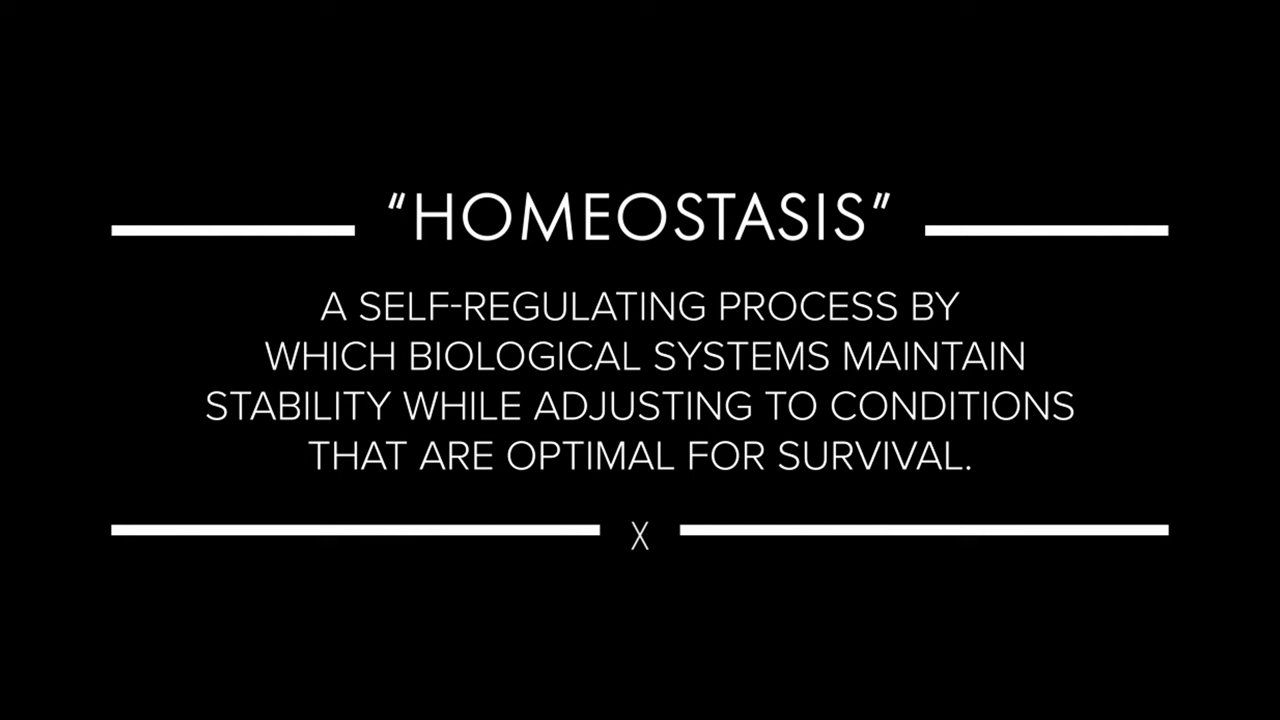 "HOMEOSTASIS"
A SELF-REGULATING PROCESS BY
WHICH BIOLOGICAL SYSTEMS MAINTAIN
STABILITY WHILE ADJUSTING TO CONDITIONS
THAT ARE OPTIMAL FOR SURVIVAL.
X